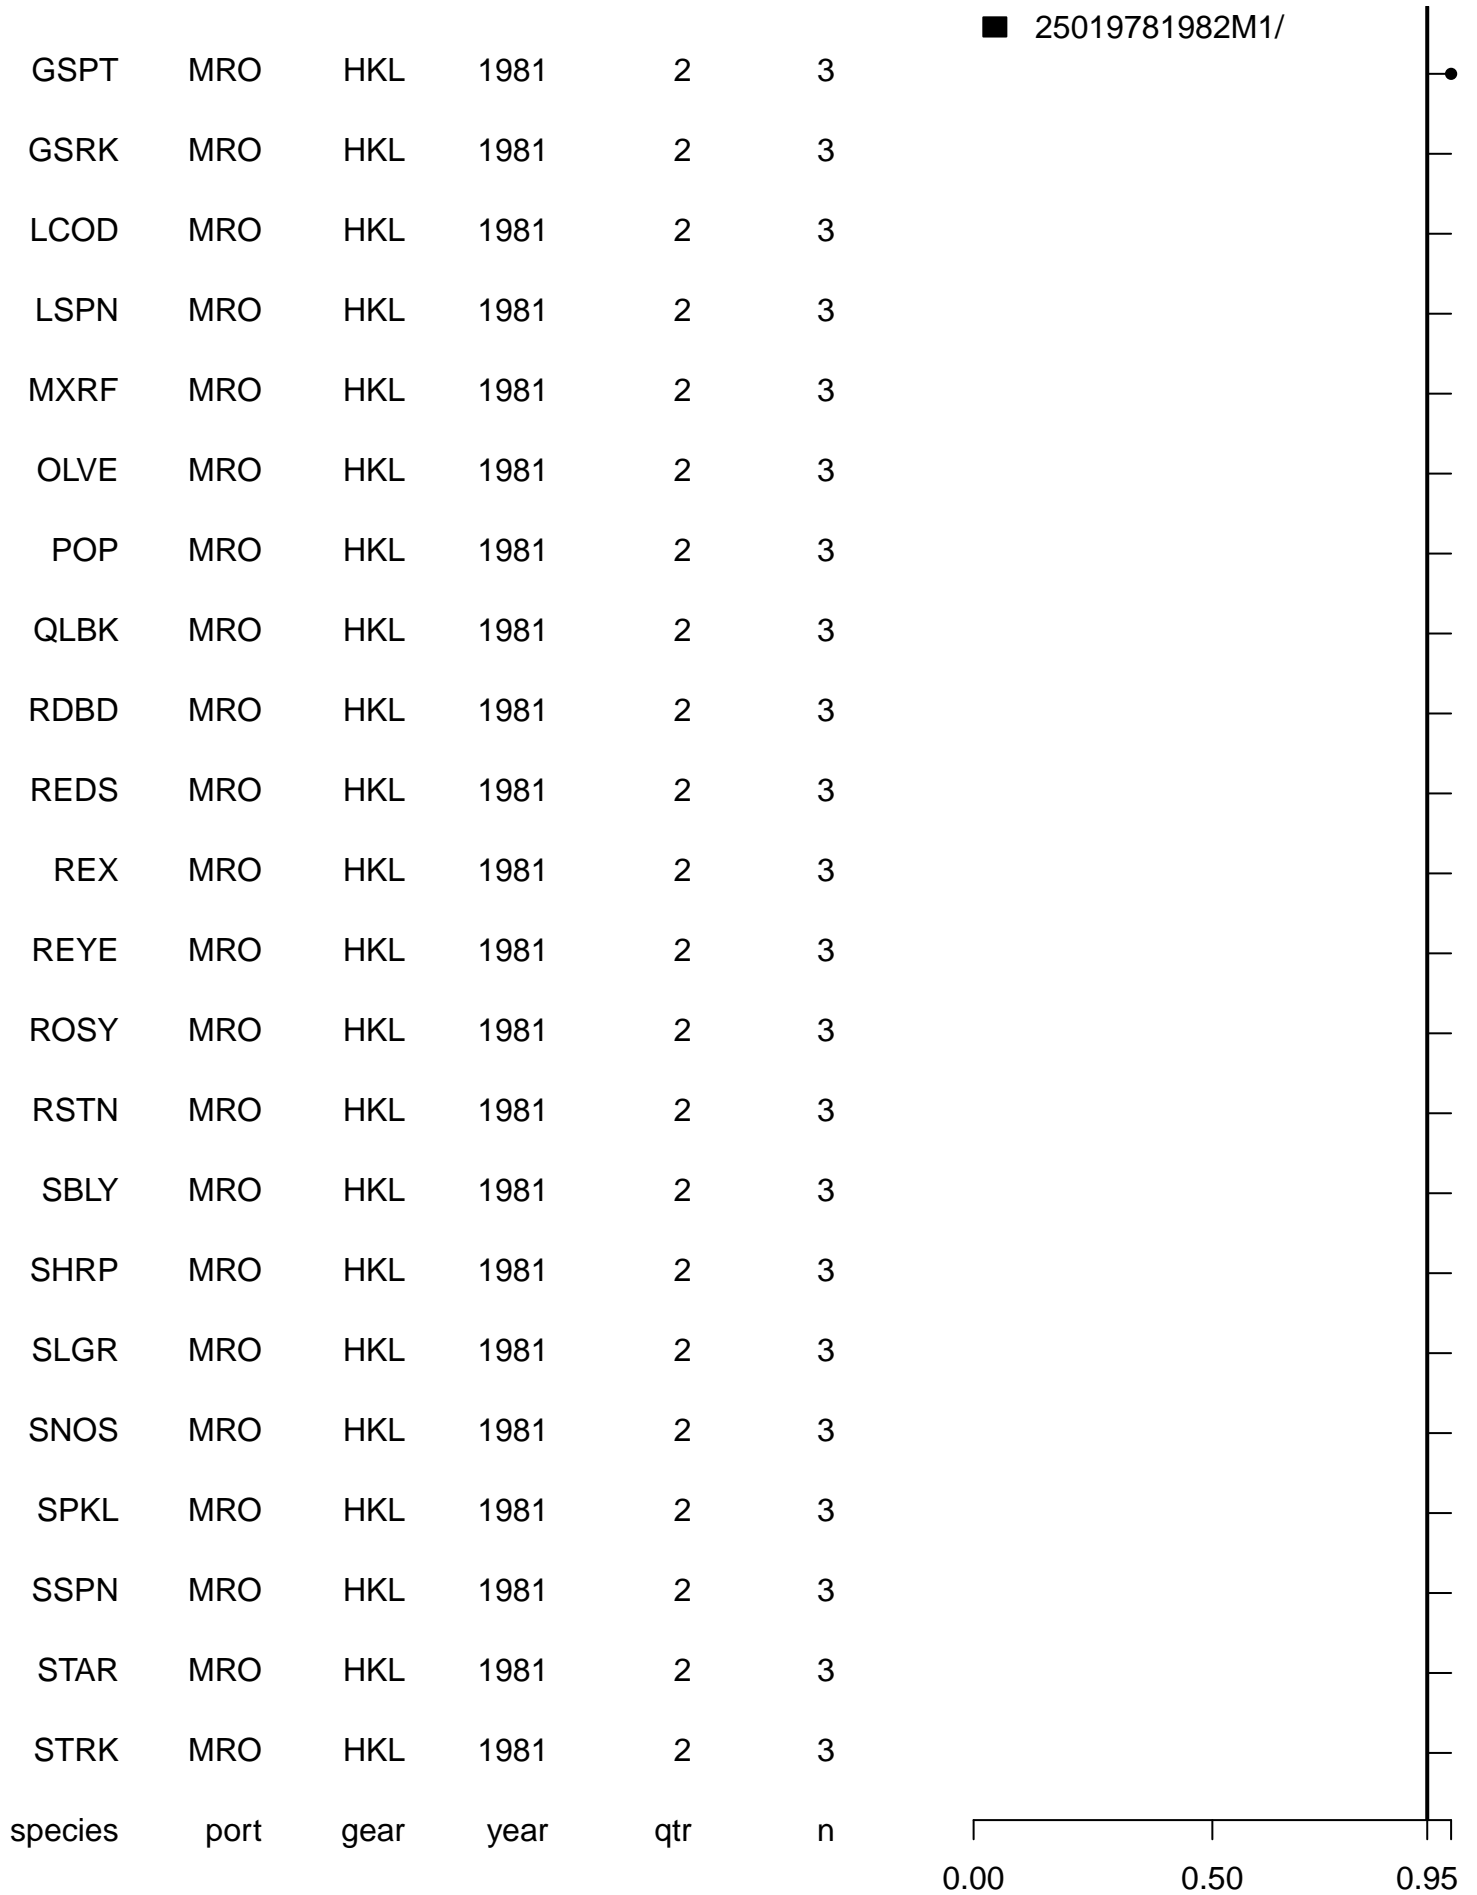 25019781982M1/
GSPT MRO HKL 1981 2 3
GSRK MRO HKL 1981 2 3
LCOD MRO HKL 1981 2 3
LSPN MRO HKL 1981 2 3
MXRF MRO HKL 1981 2 3
OLVE MRO HKL 1981 2 3
POP MRO HKL 1981 2 3
QLBK MRO HKL 1981 2 3
RDBD MRO HKL 1981 2 3
REDS MRO HKL 1981 2 3
REX MRO HKL 1981 2 3
REYE MRO HKL 1981 2 3
ROSY MRO HKL 1981 2 3
RSTN MRO HKL 1981 2 3
SBLY MRO HKL 1981 2 3
SHRP MRO HKL 1981 2 3
SLGR MRO HKL 1981 2 3
SNOS MRO HKL 1981 2 3
SPKL MRO HKL 1981 2 3
SSPN MRO HKL 1981 2 3
STAR MRO HKL 1981 2 3
STRK MRO HKL 1981 2 3
species port gear year qtr n
0.00 0.50 0.95